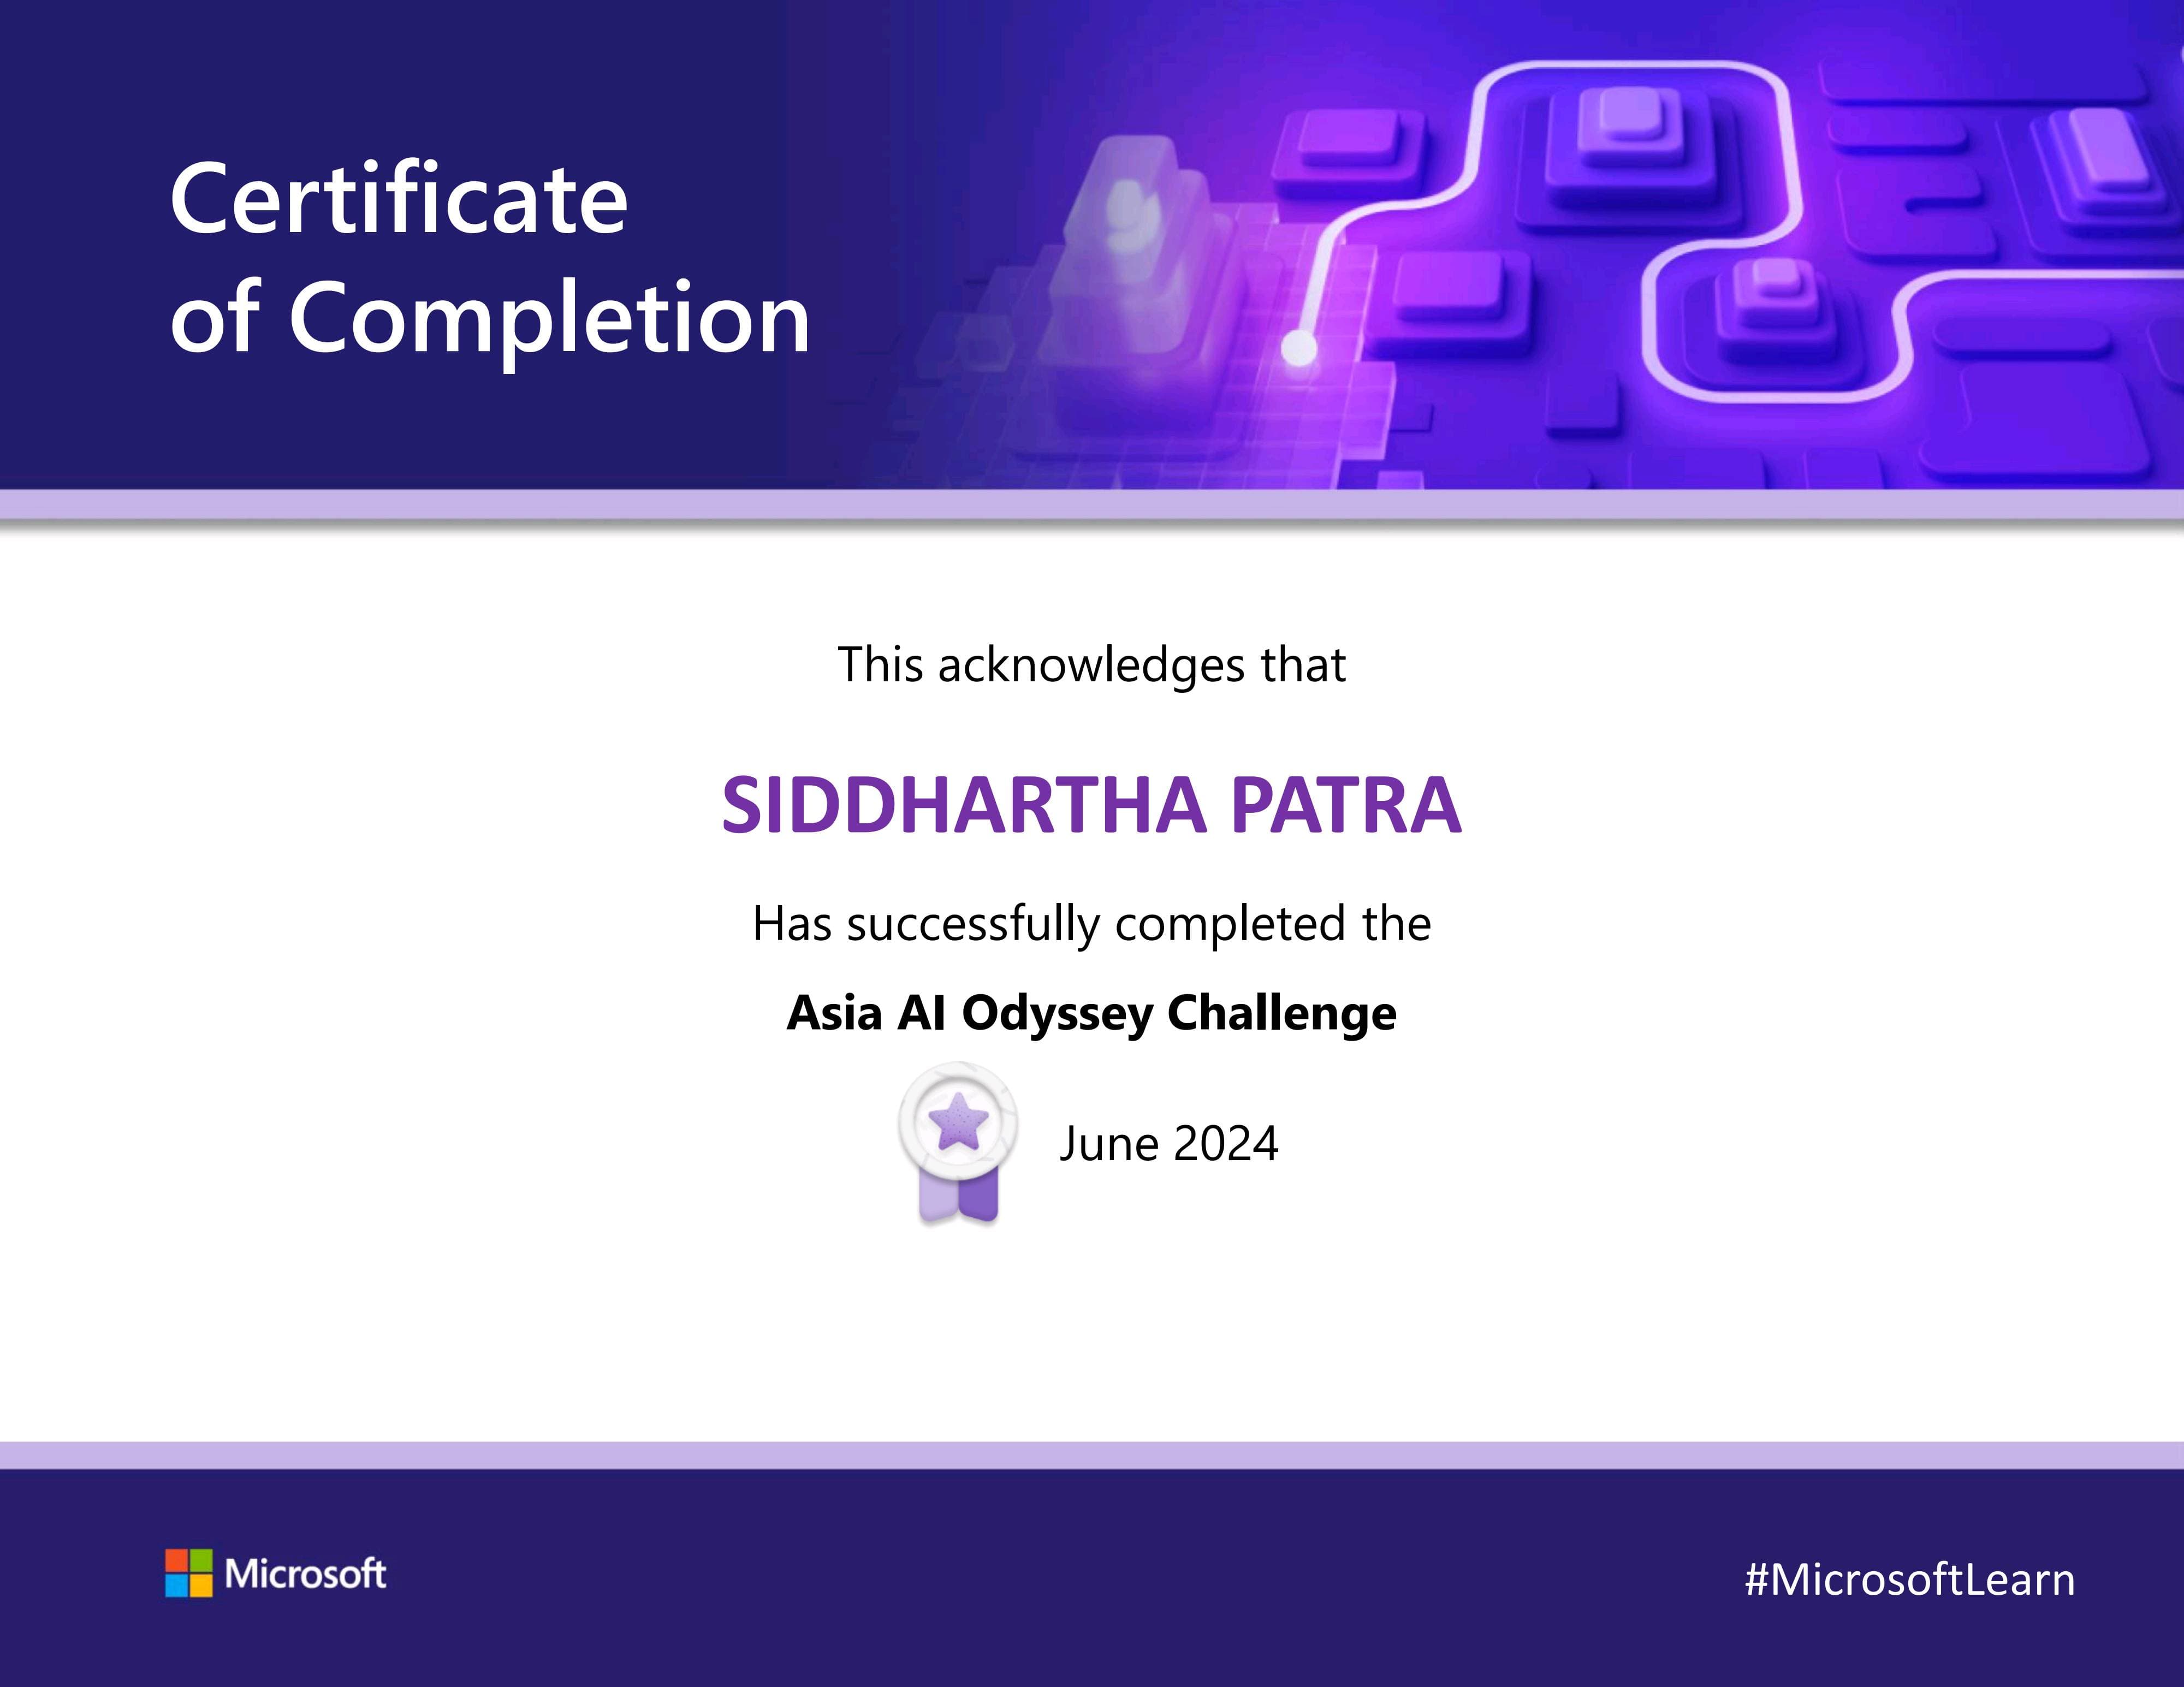 Certificate
of Completion
This acknowledges that
SIDDHARTHA PATRA
Has successfully completed the
Asia AI Odyssey Challenge
June 2024
Microsoft
#MicrosoftLearn